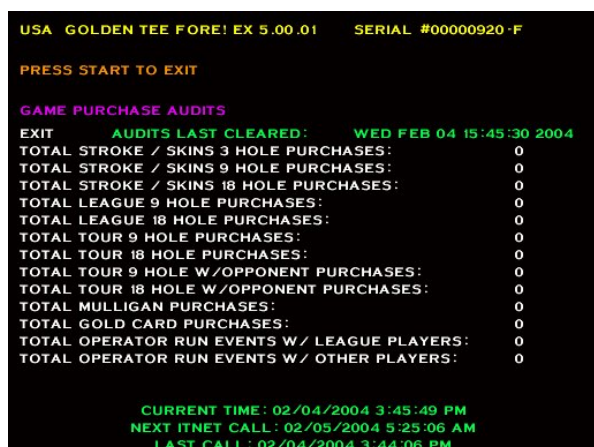 USA GOLDEN TEE FORE! EX 5.00.01 SERIAL #00000920-F
PRESS START TO EXIT
GAME PURCHASE AUDITS
EXIT AUDITS LAST CLEARED: WED FEB 04 15:45:30 2004
TOTAL STROKE / SKINS 3 HOLE PURCHASES: 0
TOTAL STROKE / SKINS 9 HOLE PURCHASES: 0
TOTAL STROKE / SKINS 18 HOLE PURCHASES: 0
TOTAL LEAGUE 9 HOLE PURCHASES: 0
TOTAL LEAGUE 18 HOLE PURCHASES: 0
TOTAL TOUR 9 HOLE PURCHASES: 0
TOTAL TOUR 18 HOLE PURCHASES: 0
TOTAL TOUR 9 HOLE W/OPPONENT PURCHASES: 0
TOTAL TOUR 18 HOLE W/OPPONENT PURCHASES: 0
TOTAL MULLIGAN PURCHASES: 0
TOTAL GOLD CARD PURCHASES: 0
TOTAL OPERATOR RUN EVENTS W/ LEAGUE PLAYERS: 0
TOTAL OPERATOR RUN EVENTS W/ OTHER PLAYERS: 0
CURRENT TIME: 02/04/2004 3:45:49 PM
NEXT ITNET CALL: 02/05/2004 5:25:06 AM
LAST CALL: 02/04/2004 3:44:06 PM